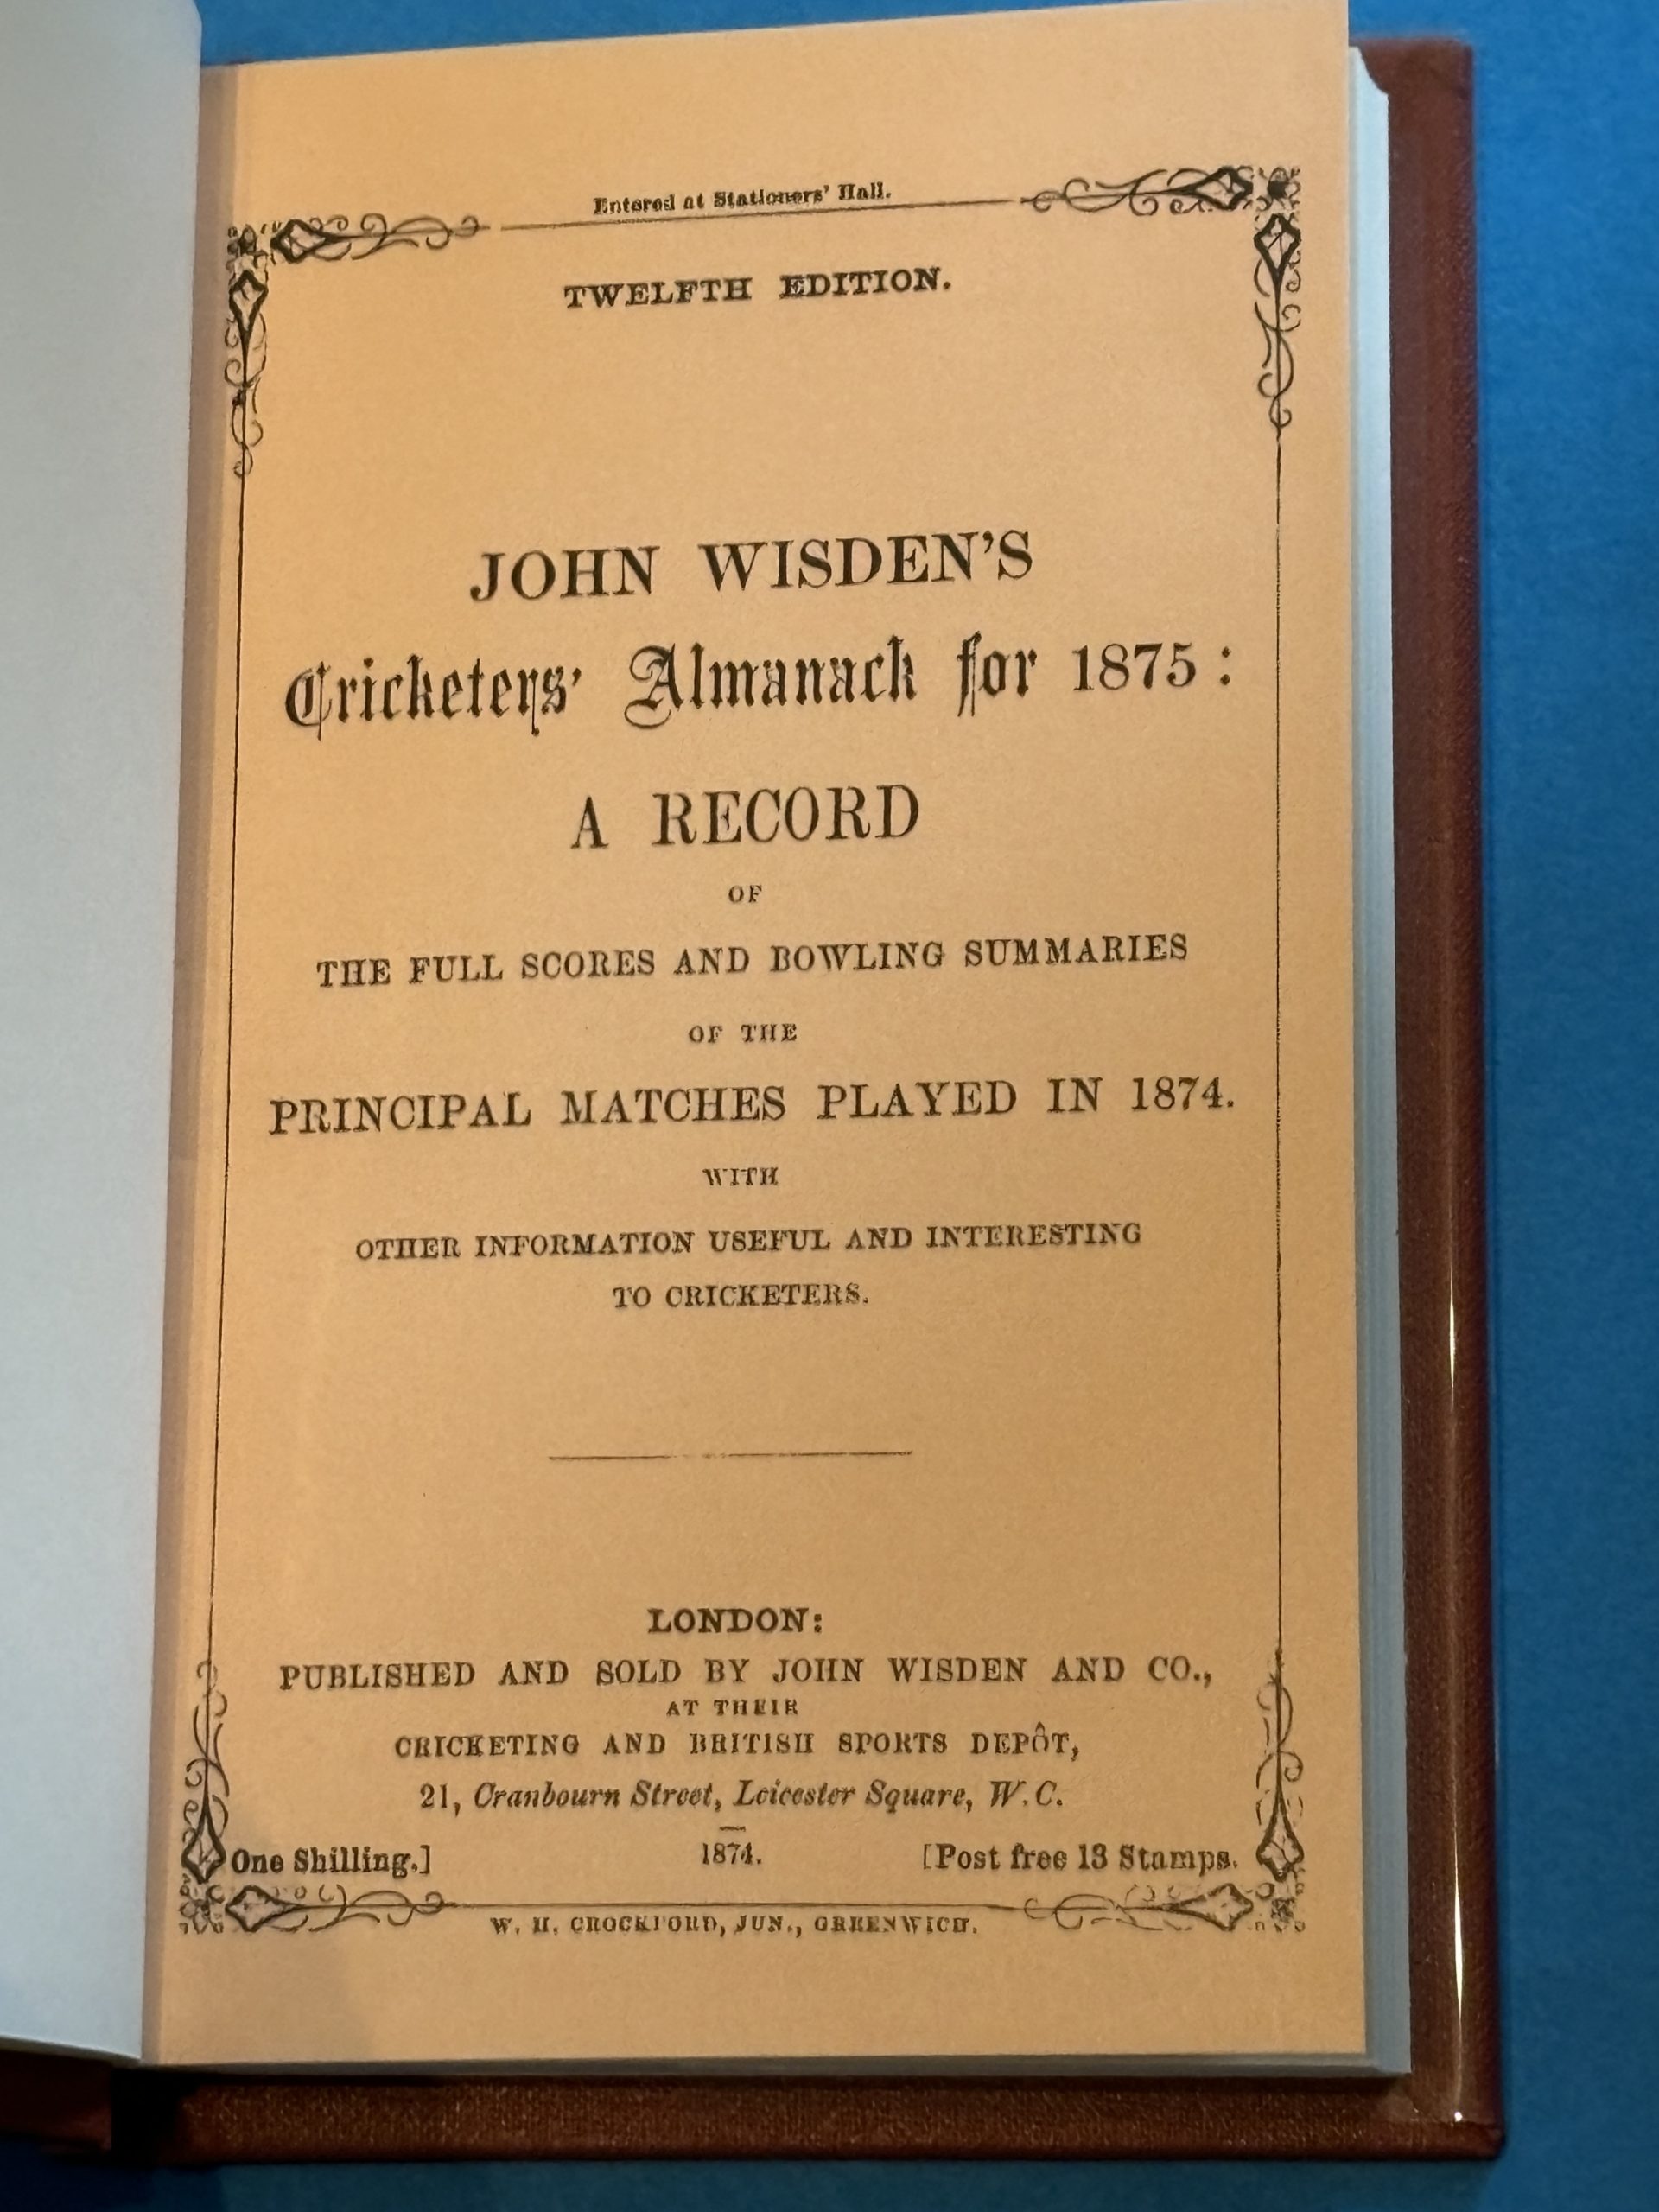 Entered at Stationers' Hall.
TWELFTH EDITION.
JOHN WISDEN'S
Cricketers' Almanack for 1875:
A RECORD
OF
THE FULL SCORES AND BOWLING SUMMARIES
OF THE
PRINCIPAL MATCHES PLAYED IN 1874.
WITH
OTHER INFORMATION USEFUL AND INTERESTING
TO CRICKETERS.
LONDON:
PUBLISHED AND SOLD BY JOHN WISDEN AND CO.,
AT THEIR
CRICKETING AND BRITISH SPORTS DEPÔT,
21, Cranbourn Street, Leicester Square, W.C.
One Shilling.] 1874. [Post free 13 Stamps.
W. H. CROCKFORD, JUN., GREENWICH.